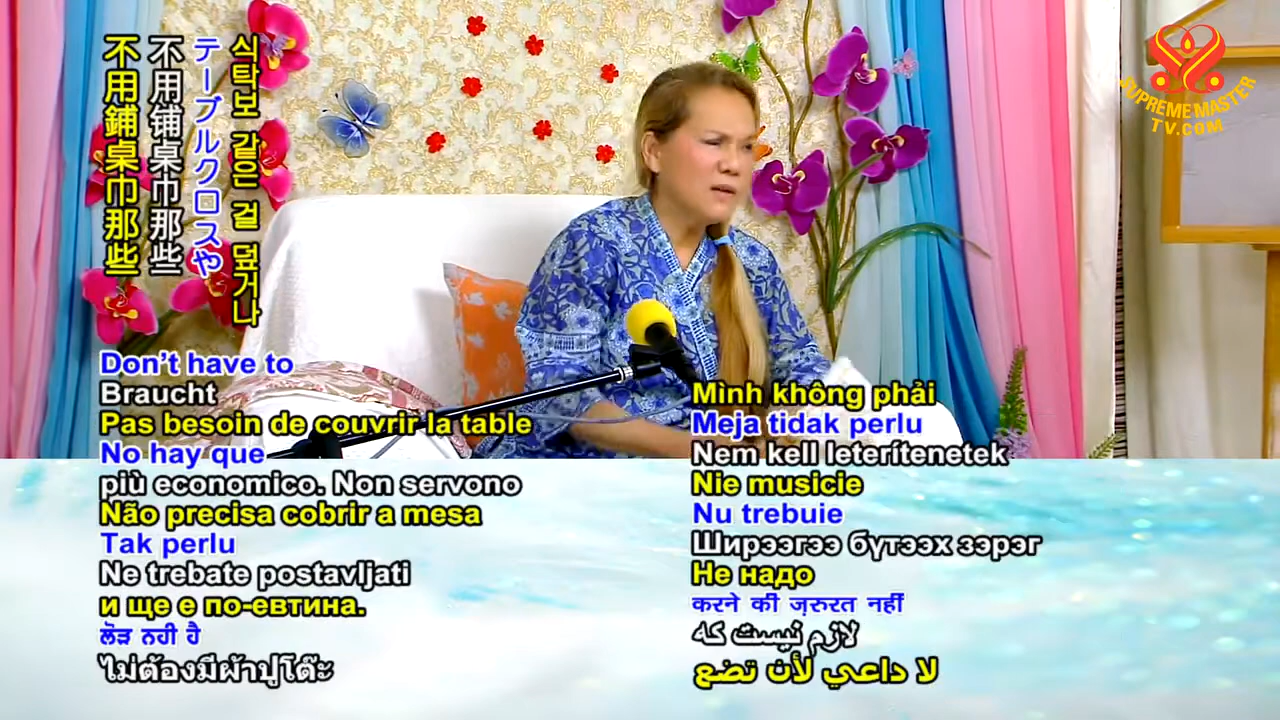 不用鋪桌巾那些
不用铺桌巾那些
テーブルクロスや
식탁보 같은 걸 덮거나
SUPREME MASTER
TV.COM
Don't have to
Braucht
Pas besoin de couvrir la table
No hay que
più economico. Non servono
Não precisa cobrir a mesa
Tak perlu
Ne trebate postavljati
и ще е по-евтина.
ਲੋੜ ਨਹੀ ਹੈ
ไม่ต้องมีผ้าปูโต๊ะ
Mình không phải
Meja tidak perlu
Nem kell leterítenetek
Nie musicie
Nu trebuie
Ширээгээ бүтээх зэрэг
Не надо
करने की ज़रुरत नहीं
لازم نیست که
لا داعي لأن تضع